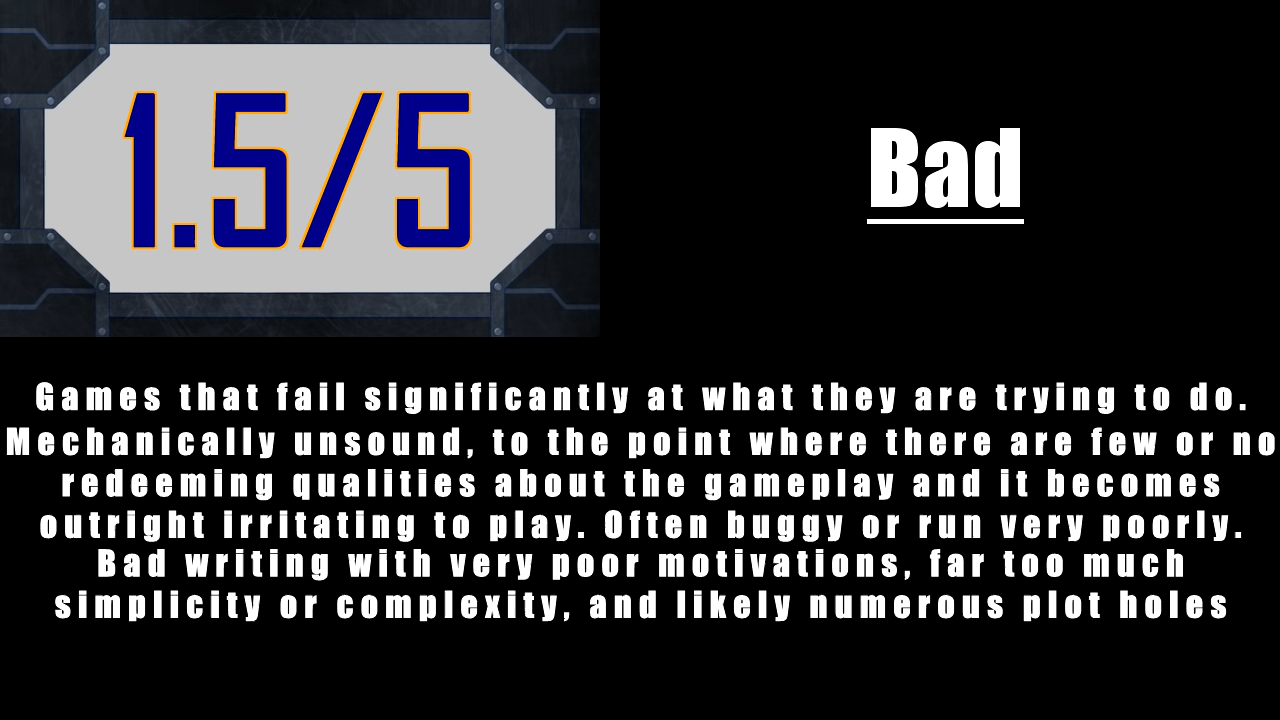 1.5/5
Bad
Games that fail significantly at what they are trying to do.
Mechanically unsound, to the point where there are few or no
redeeming qualities about the gameplay and it becomes
outright irritating to play. Often buggy or run very poorly.
Bad writing with very poor motivations, far too much
simplicity or complexity, and likely numerous plot holes